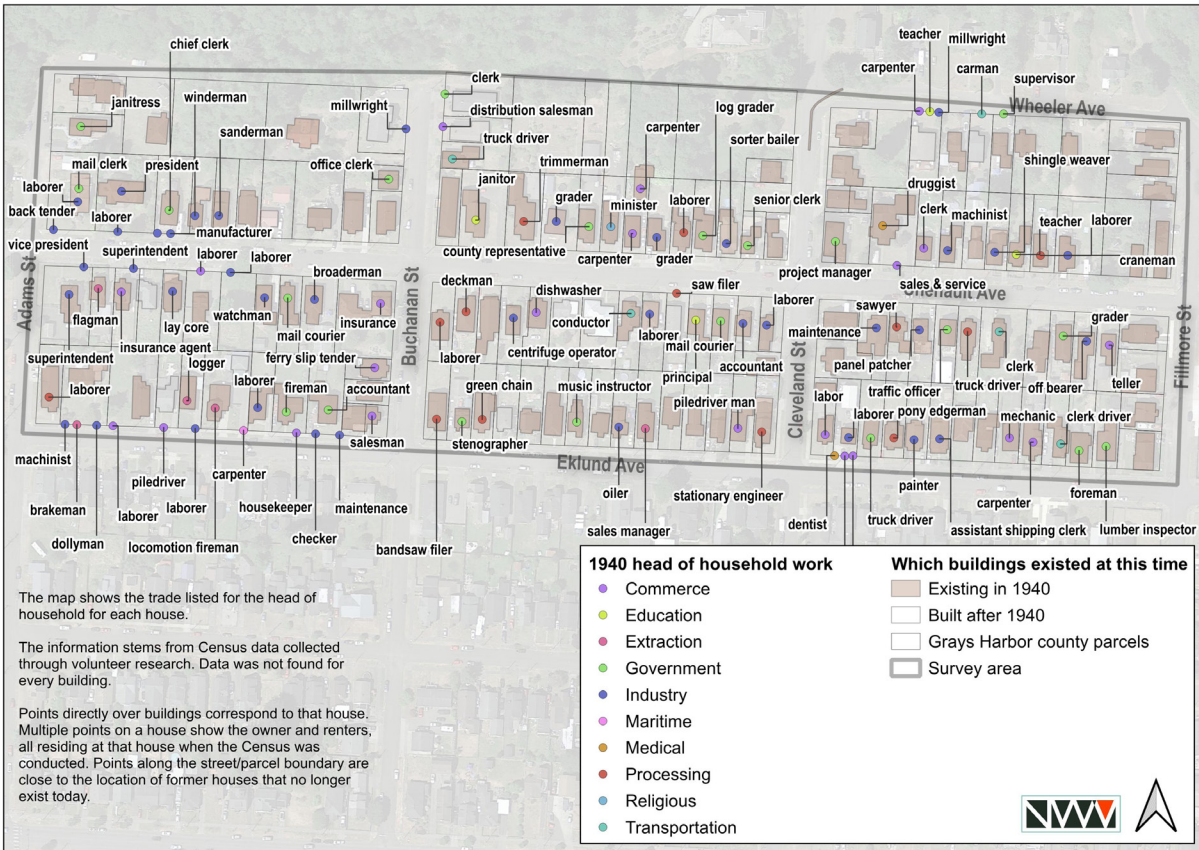 teacher
millwright
carpenter
carman
supervisor
Wheeler Ave
chief clerk
clerk
janitress
winderman
millwright
distribution salesman
log grader
sanderman
truck driver
carpenter
sorter bailer
shingle weaver
mail clerk
president
office clerk
trimmerman
druggist
laborer
janitor
grader
minister
laborer
senior clerk
clerk
machinist
teacher
laborer
back tender
laborer
manufacturer
county representative
carpenter
grader
project manager
sales & service
craneman
vice president
superintendent
laborer
laborer
broaderman
Adams St
Buchanan St
Chenault Ave
Fillmore St
deckman
dishwasher
saw filer
laborer
sawyer
grader
flagman
lay core
watchman
mail courier
insurance
conductor
maintenance
superintendent
insurance agent
ferry slip tender
laborer
centrifuge operator
laborer
mail courier
panel patcher
clerk
teller
logger
principal
accountant
traffic officer
truck driver
off bearer
laborer
laborer
fireman
accountant
green chain
music instructor
piledriver man
Cleveland St
labor
laborer
pony edgerman
mechanic
clerk driver
salesman
stenographer
Eklund Ave
machinist
piledriver
carpenter
oiler
stationary engineer
painter
foreman
brakeman
laborer
laborer
housekeeper
maintenance
dentist
truck driver
carpenter
dollyman
locomotion fireman
checker
bandsaw filer
sales manager
assistant shipping clerk
lumber inspector
The map shows the trade listed for the head of
household for each house.
The information stems from Census data collected
through volunteer research. Data was not found for
every building.
Points directly over buildings correspond to that house.
Multiple points on a house show the owner and renters,
all residing at that house when the Census was
conducted. Points along the street/parcel boundary are
close to the location of former houses that no longer
exist today.
1940 head of household work
Commerce
Education
Extraction
Government
Industry
Maritime
Medical
Processing
Religious
Transportation
Which buildings existed at this time
Existing in 1940
Built after 1940
Grays Harbor county parcels
Survey area
NWV